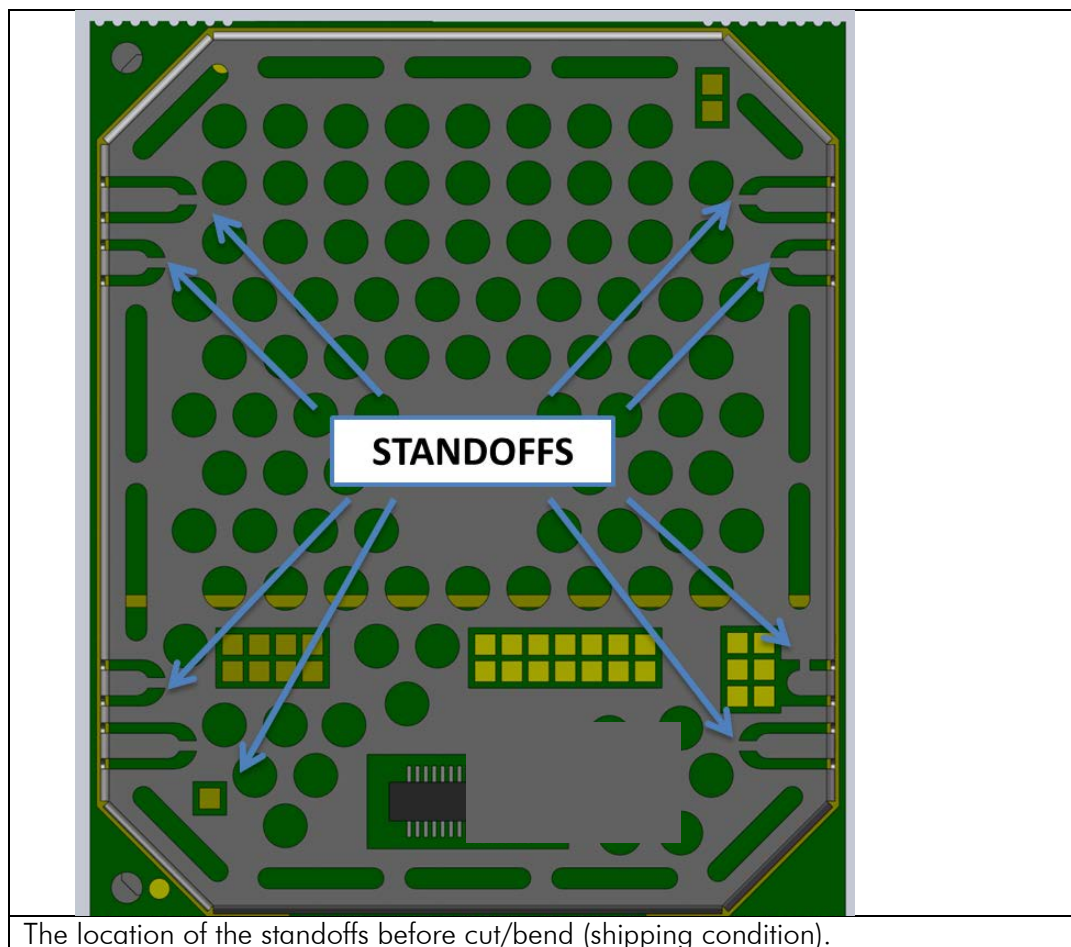 STANDOFFS
The location of the standoffs before cut/bend (shipping condition).